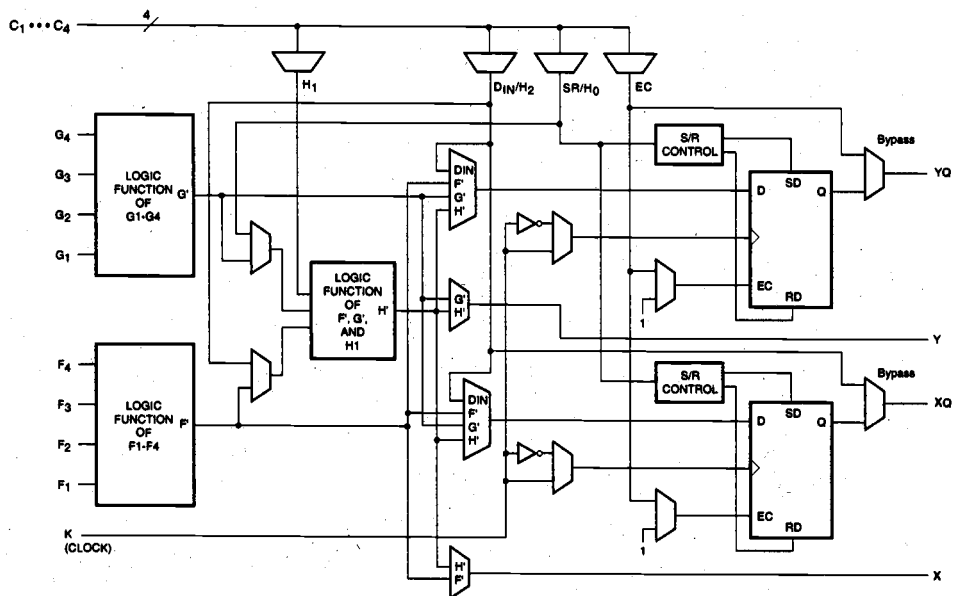 C1 ••• C4
4
H1
DIN/H2
SR/H0
EC
G4
G3
G2
G1
LOGIC
FUNCTION
OF
G1-G4
G'
DIN
F'
G'
H'
S/R
CONTROL
Bypass
YQ
D
SD
Q
EC
RD
1
LOGIC
FUNCTION
OF
F', G',
AND
H1
H'
G'
H'
Y
F4
F3
F2
F1
LOGIC
FUNCTION
OF
F1-F4
F'
DIN
F'
G'
H'
S/R
CONTROL
Bypass
XQ
D
SD
Q
EC
RD
1
K
(CLOCK)
H'
F'
X